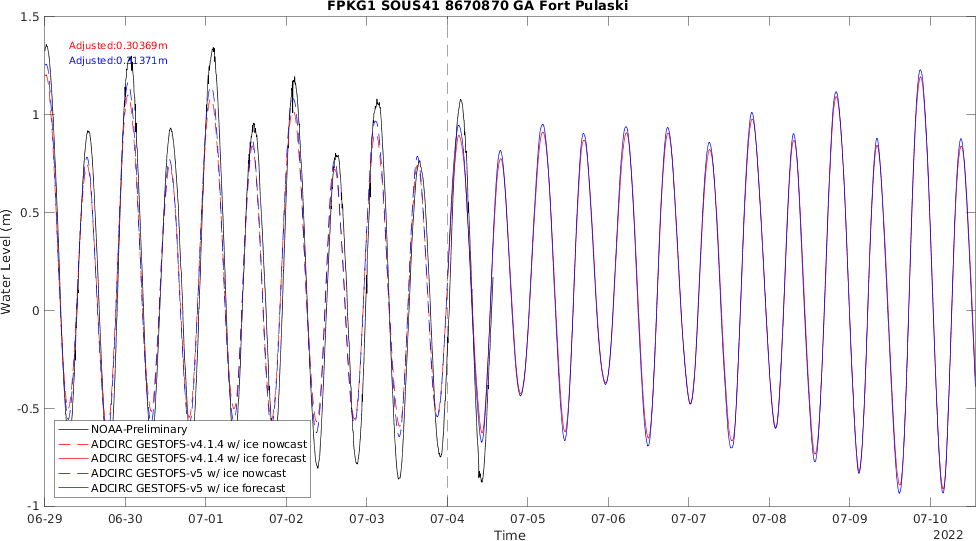 FPKG1 SOUS41 8670870 GA Fort Pulaski
Adjusted:0.30369m
Adjusted:0.31371m
Water Level (m)
1.5
1
0.5
0
-0.5
-1
NOAA-Preliminary
ADCIRC GESTOFS-v4.1.4 w/ ice nowcast
ADCIRC GESTOFS-v4.1.4 w/ ice forecast
ADCIRC GESTOFS-v5 w/ ice nowcast
ADCIRC GESTOFS-v5 w/ ice forecast
06-29 06-30 07-01 07-02 07-03 07-04 07-05 07-06 07-07 07-08 07-09 07-10
Time
2022